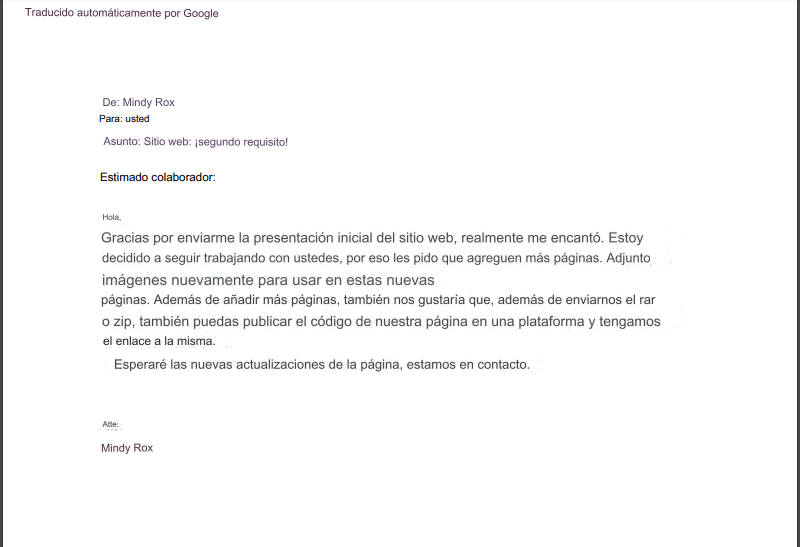 Traducido automáticamente por Google
De: Mindy Rox
Para: usted
Asunto: Sitio web: ¡segundo requisito!
Estimado colaborador:
Hola,
Gracias por enviarme la presentación inicial del sitio web, realmente me encantó. Estoy
decidido a seguir trabajando con ustedes, por eso les pido que agreguen más páginas. Adjunto
imágenes nuevamente para usar en estas nuevas
páginas. Además de añadir más páginas, también nos gustaría que, además de enviarnos el rar
o zip, también puedas publicar el código de nuestra página en una plataforma y tengamos
el enlace a la misma.
Esperaré las nuevas actualizaciones de la página, estamos en contacto.
Atte:
Mindy Rox